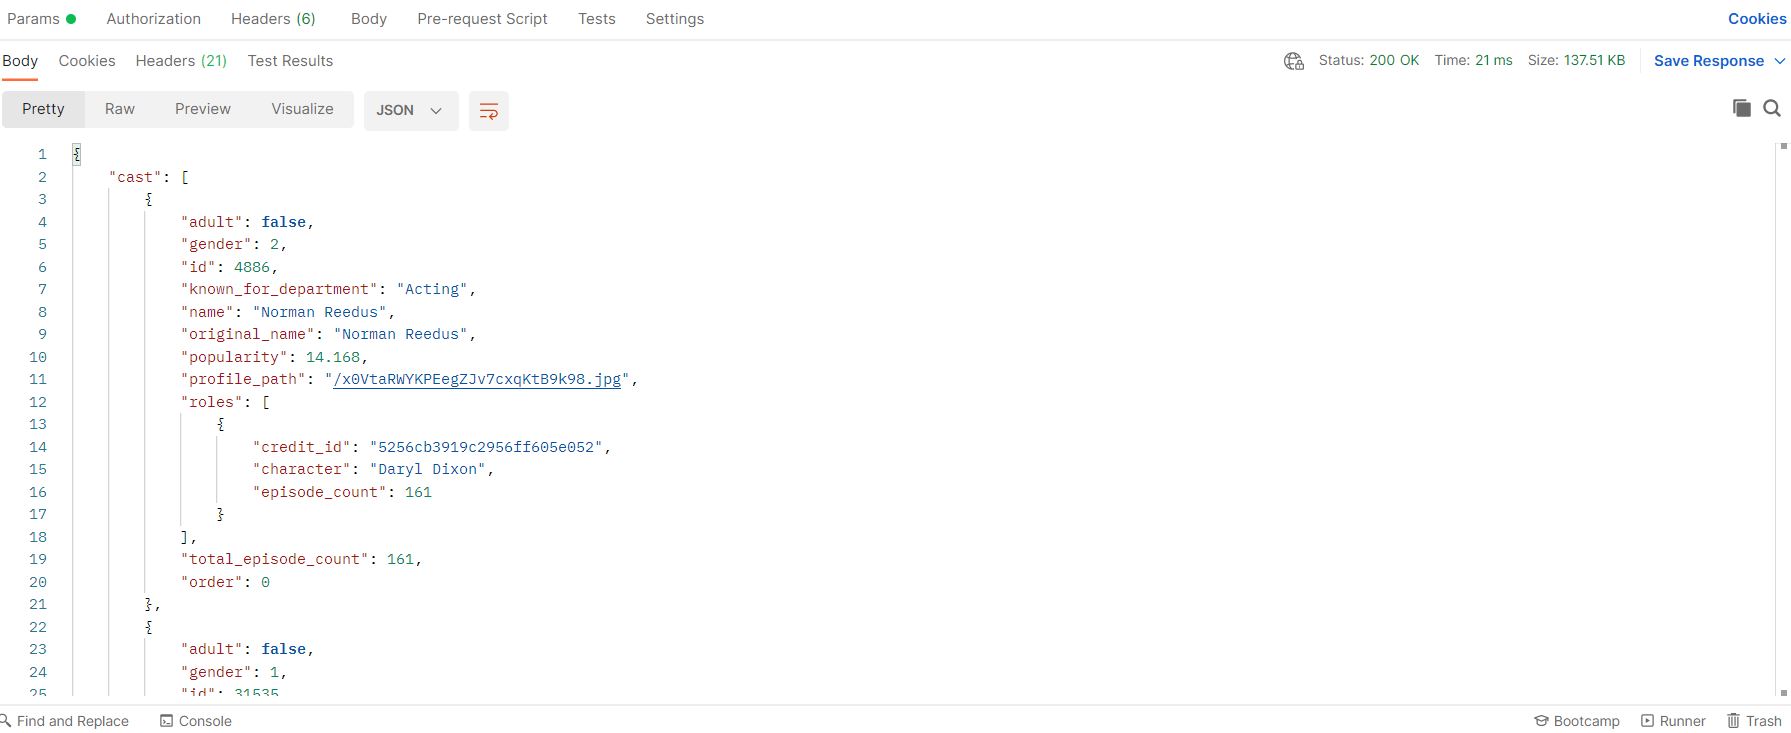 Params Authorization Headers (6) Body Pre-request Script Tests Settings Cookies
Body Cookies Headers (21) Test Results Status: 200 OK Time: 21 ms Size: 137.51 KB Save Response
Pretty Raw Preview Visualize JSON
1 {
2 "cast": [
3 {
4 "adult": false,
5 "gender": 2,
6 "id": 4886,
7 "known_for_department": "Acting",
8 "name": "Norman Reedus",
9 "original_name": "Norman Reedus",
10 "popularity": 14.168,
11 "profile_path": "/x0VtaRWYKPEegZJv7cxqKtB9k98.jpg",
12 "roles": [
13 {
14 "credit_id": "5256cb3919c2956ff605e052",
15 "character": "Daryl Dixon",
16 "episode_count": 161
17 }
18 ],
19 "total_episode_count": 161,
20 "order": 0
21 },
22 {
23 "adult": false,
24 "gender": 1,
25 "id": 31535
Find and Replace Console Bootcamp Runner Trash